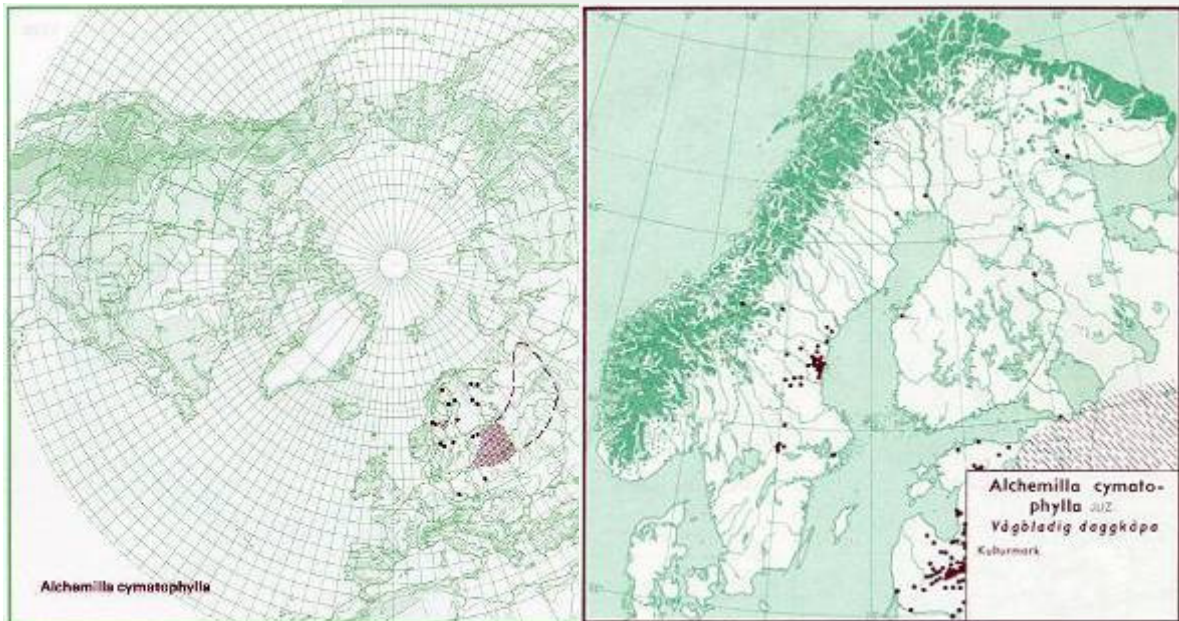 Alchemilla cymatophylla
Alchemilla cymato-
phylla JUZ.
Vågbladig daggkåpa
Kulturmark